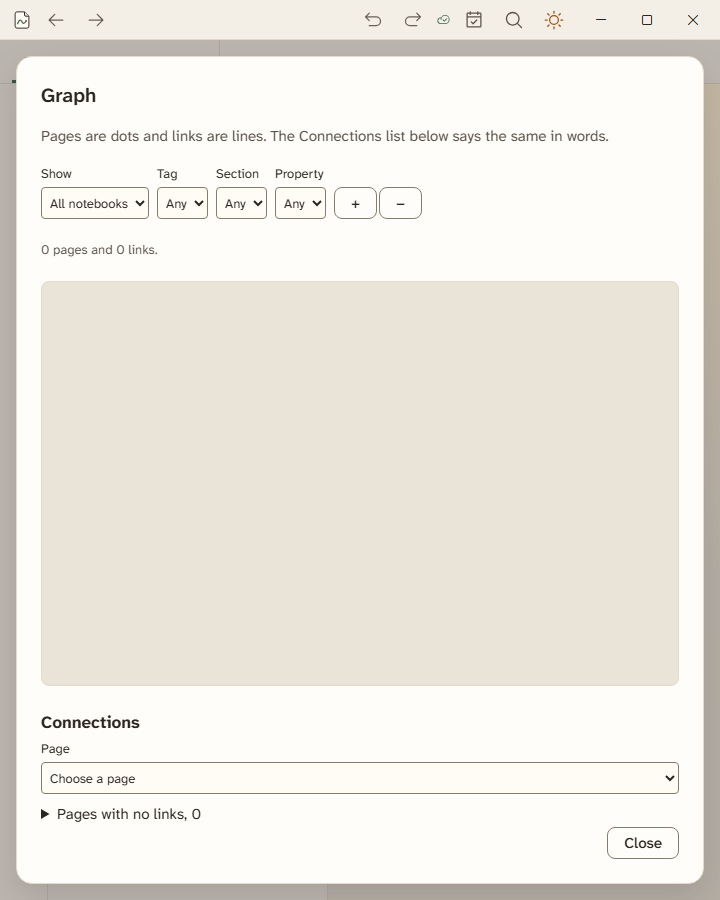 Graph
Pages are dots and links are lines. The Connections list below says the same in words.
Show Tag Section Property
All notebooks Any Any Any + −
0 pages and 0 links.
Connections
Page
Choose a page
Pages with no links, 0
Close